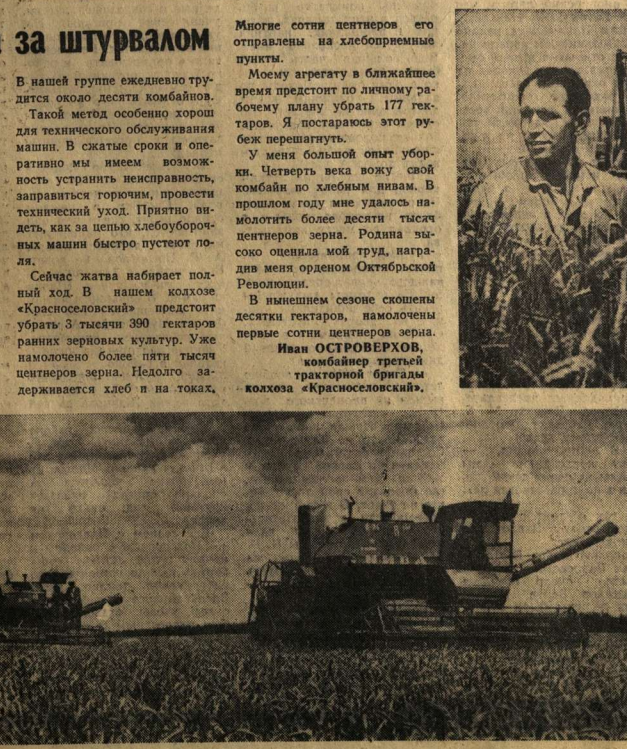 за штурвалом
В нашей группе ежедневно тру-
дится около десяти комбайнов.
Такой метод особенно хорош
для технического обслуживания
машин. В сжатые сроки и опе-
ративно мы имеем возмож-
ность устранить неисправность,
заправиться горючим, провести
технический уход. Приятно ви-
деть, как за цепью хлебоубороч-
ных машин быстро пустеют по-
ля.
Сейчас жатва набирает пол-
ный ход. В нашем колхозе
«Красноселовский» предстоит
убрать 3 тысячи 390 гектаров
ранних зерновых культур. Уже
намолочено более пяти тысяч
центнеров зерна. Недолго за-
держивается хлеб и на токах.
Многие сотни центнеров его
отправлены на хлебоприемные
пункты.
Моему агрегату в ближайшее
время предстоит по личному ра-
бочему плану убрать 177 гек-
таров. Я постараюсь этот ру-
беж перешагнуть.
У меня большой опыт убор-
ки. Четверть века вожу свой
комбайн по хлебным нивам. В
прошлом году мне удалось на-
молотить более десяти тысяч
центнеров зерна. Родина вы-
соко оценила мой труд, награ-
див меня орденом Октябрьской
Революции.
В нынешнем сезоне скошены
десятки гектаров, намолочены
первые сотни центнеров зерна.
Иван ОСТРОВЕРХОВ,
комбайнер третьей
тракторной бригады
колхоза «Красноселовский».